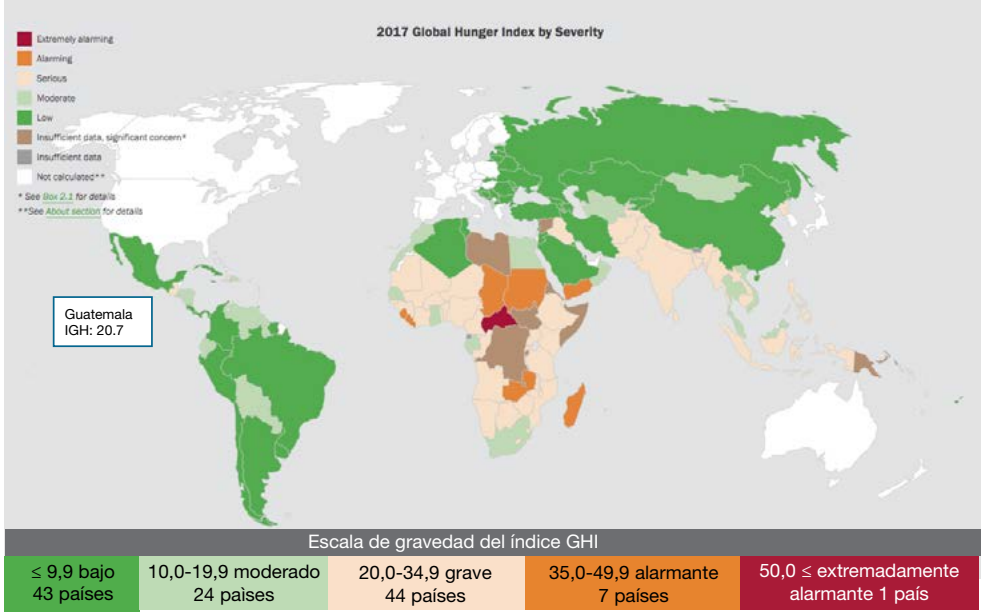 2017 Global Hunger Index by Severity
Extremely alarming
Alarming
Serious
Moderate
Low
Insufficient data, significant concern*
Insufficient data
Not calculated**
* See Box 2.1 for details
**See About section for details
Guatemala
IGH: 20.7
Escala de gravedad del índice GHI
≤ 9,9 bajo
43 países
10,0-19,9 moderado
24 paìses
20,0-34,9 grave
44 países
35,0-49,9 alarmante
7 países
50,0 ≤ extremadamente
alarmante 1 país